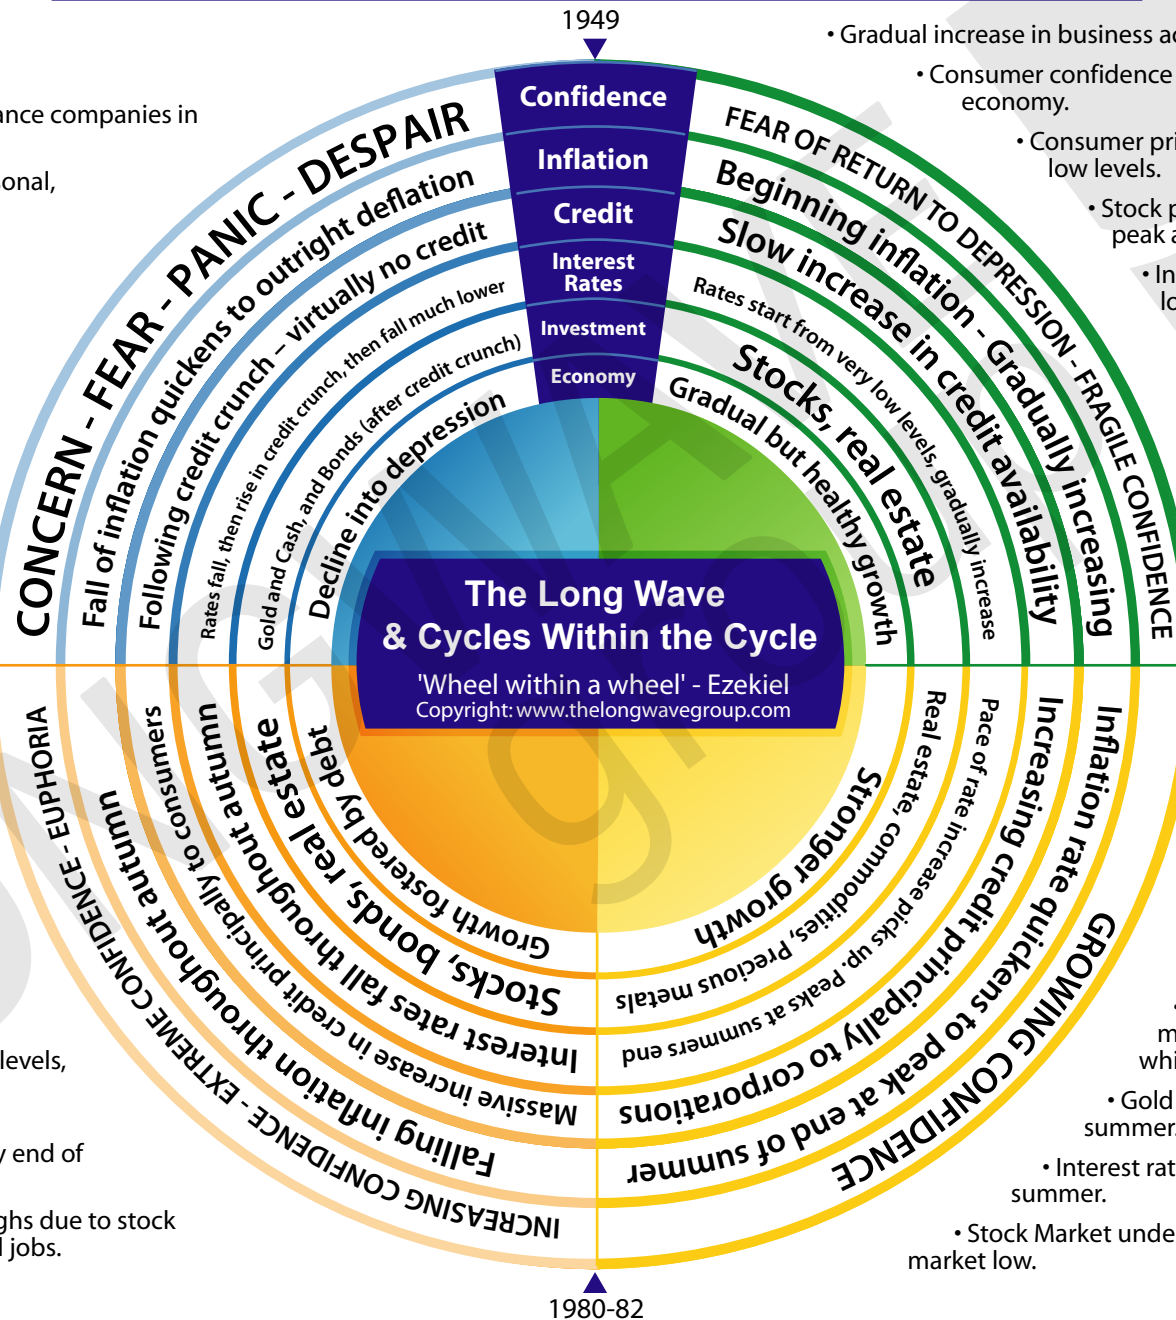 1949
• Gradual increase in business
• Consumer confidence
economy.
• Consumer
low levels.
• Stock
peak
ance companies in
onal,
Confidence
Inflation
Credit
Interest
Rates
Investment
Economy
FEAR OF RETURN TO DEPRESSION - FRAGILE CONFIDENCE
Beginning inflation - Gradually increasing
Slow increase in credit availability
Rates start from very low levels, gradually increase
Stocks, real estate
Gradual but healthy growth
GROWING CONFIDENCE
Inflation rate quickens to peak at end of summer
Increasing credit principally to corporations
Pace of rate increase picks up. Peaks at summers end
Real estate, commodities, Precious metals
Stronger growth
INCREASING CONFIDENCE - EXTREME CONFIDENCE - EUPHORIA
Falling inflation throughout autumn
Massive increase in credit principally to consumers
Interest rates fall throughout autumn
Stocks, bonds, real estate
Growth fostered by debt
CONCERN - FEAR - PANIC - DESPAIR
Fall of inflation quickens to outright deflation
Following credit crunch – virtually no credit
Rates fall, then rise in credit crunch, then fall much lower
Gold and Cash, and Bonds (after credit crunch)
Decline into depression
The Long Wave
& Cycles Within the Cycle
'Wheel within a wheel' - Ezekiel
Copyright: www.thelongwavegroup.com
levels,
y end of
ghs due to stock
jobs.
• Gold
summer.
• Interest
summer.
• Stock Market
market low.
1980-82